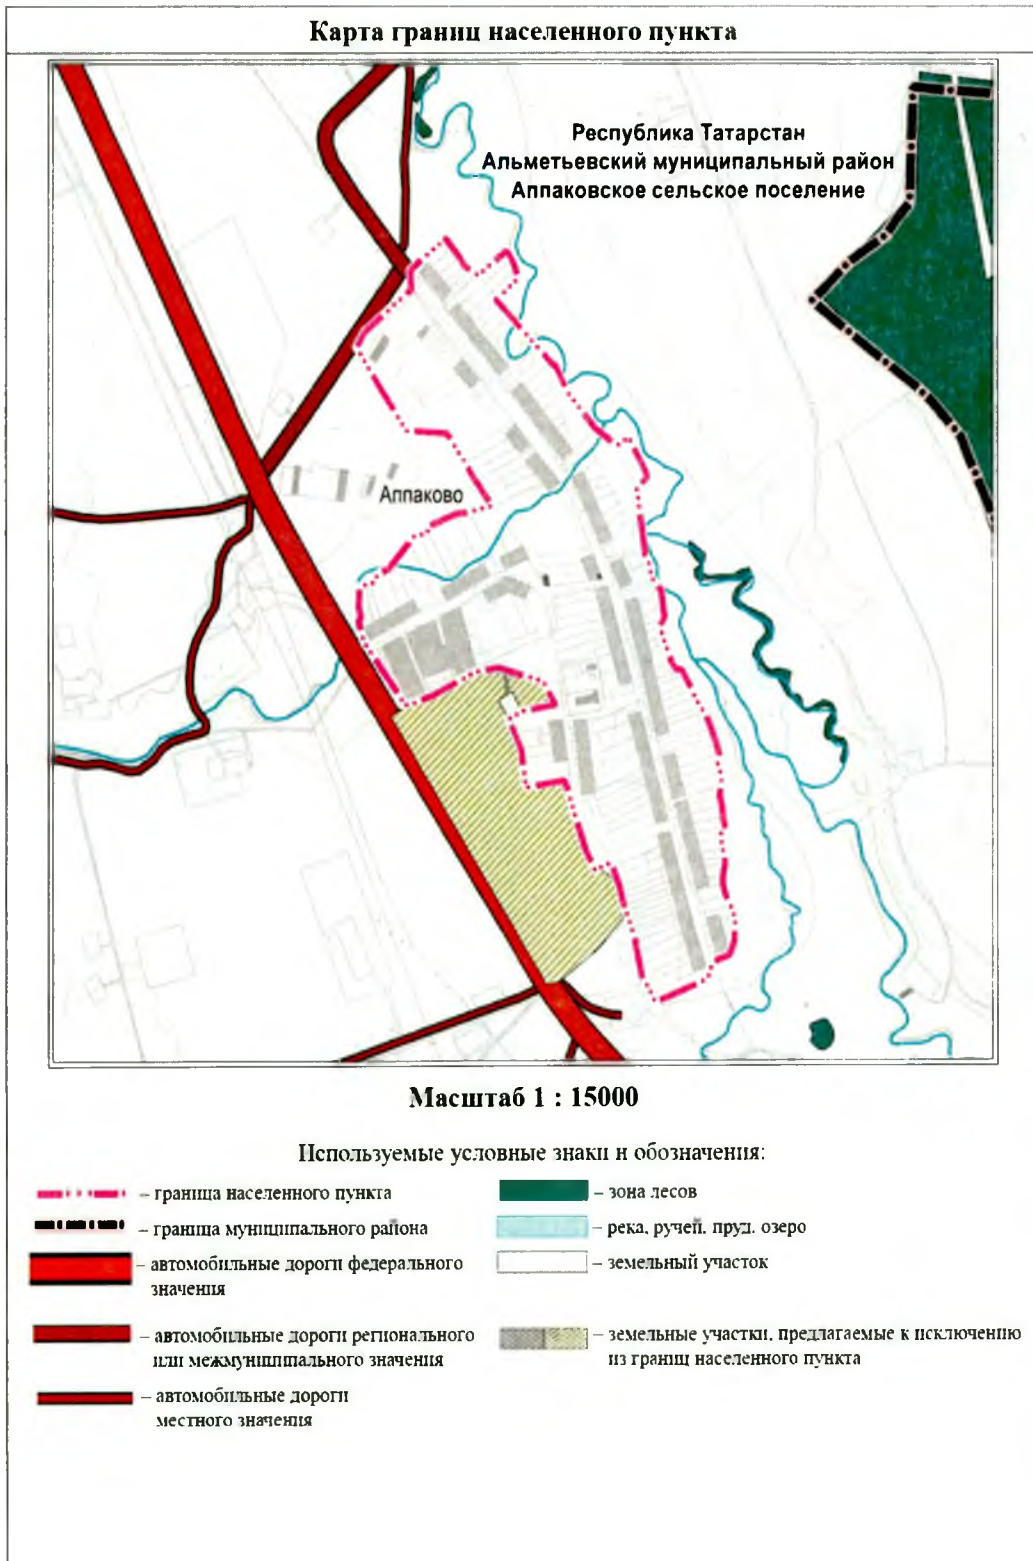 Карта границ населенного пункта
Республика Татарстан
Альметьевский муниципальный район
Аппаковское сельское поселение
Аппаково
Масштаб 1 : 15000
Используемые условные знаки и обозначения:
– граница населенного пункта
– граница муниципального района
– автомобильные дороги федерального
значения
– автомобильные дороги регионального
или межмуниципального значения
– автомобильные дороги
местного значения
– зона лесов
– река, ручей, пруд, озеро
– земельный участок
– земельные участки, предлагаемые к исключению
из границ населенного пункта